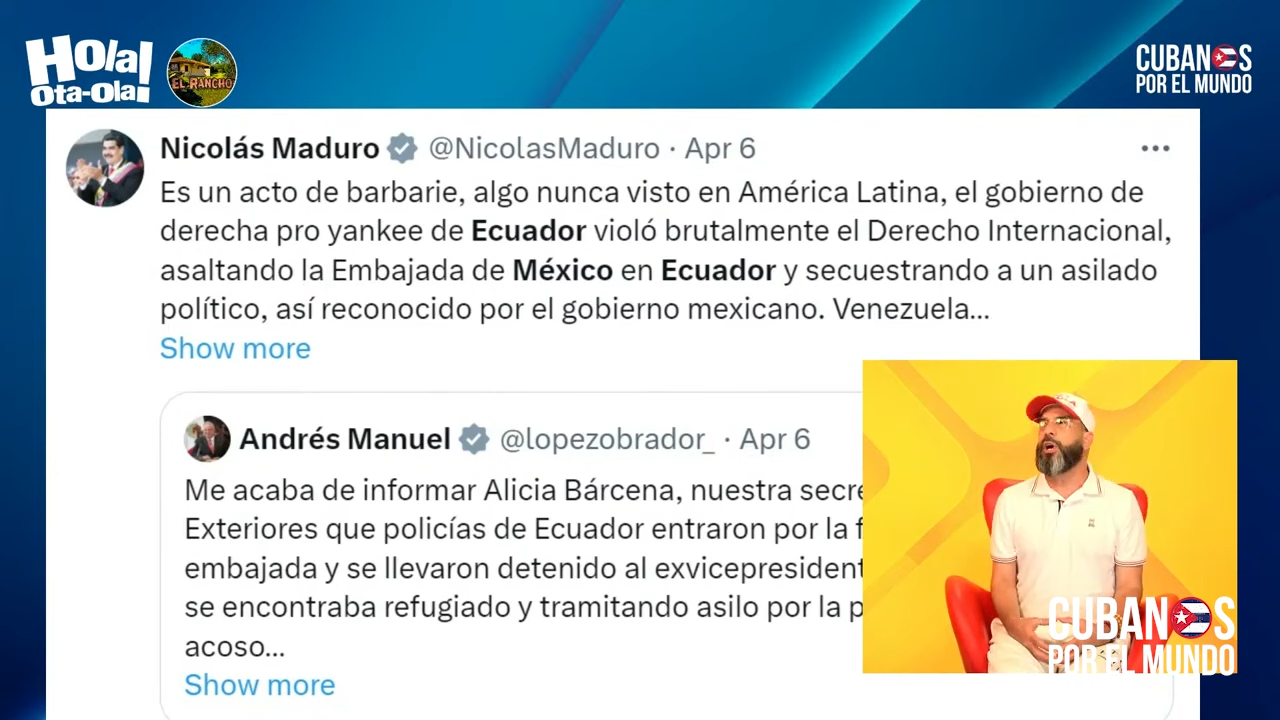 Hola!
Ota-Ola!
EL RANCHO
CUBANOS
POR EL MUNDO
Nicolás Maduro @NicolasMaduro · Apr 6
Es un acto de barbarie, algo nunca visto en América Latina, el gobierno de
derecha pro yankee de Ecuador violó brutalmente el Derecho Internacional,
asaltando la Embajada de México en Ecuador y secuestrando a un asilado
político, así reconocido por el gobierno mexicano. Venezuela...
Show more
Andrés Manuel @lopezobrador_ · Apr 6
Me acaba de informar Alicia Bárcena, nuestra secre
Exteriores que policías de Ecuador entraron por la f
embajada y se llevaron detenido al exvicepresident
se encontraba refugiado y tramitando asilo por la p
acoso...
Show more
CUBANOS
POR EL MUNDO